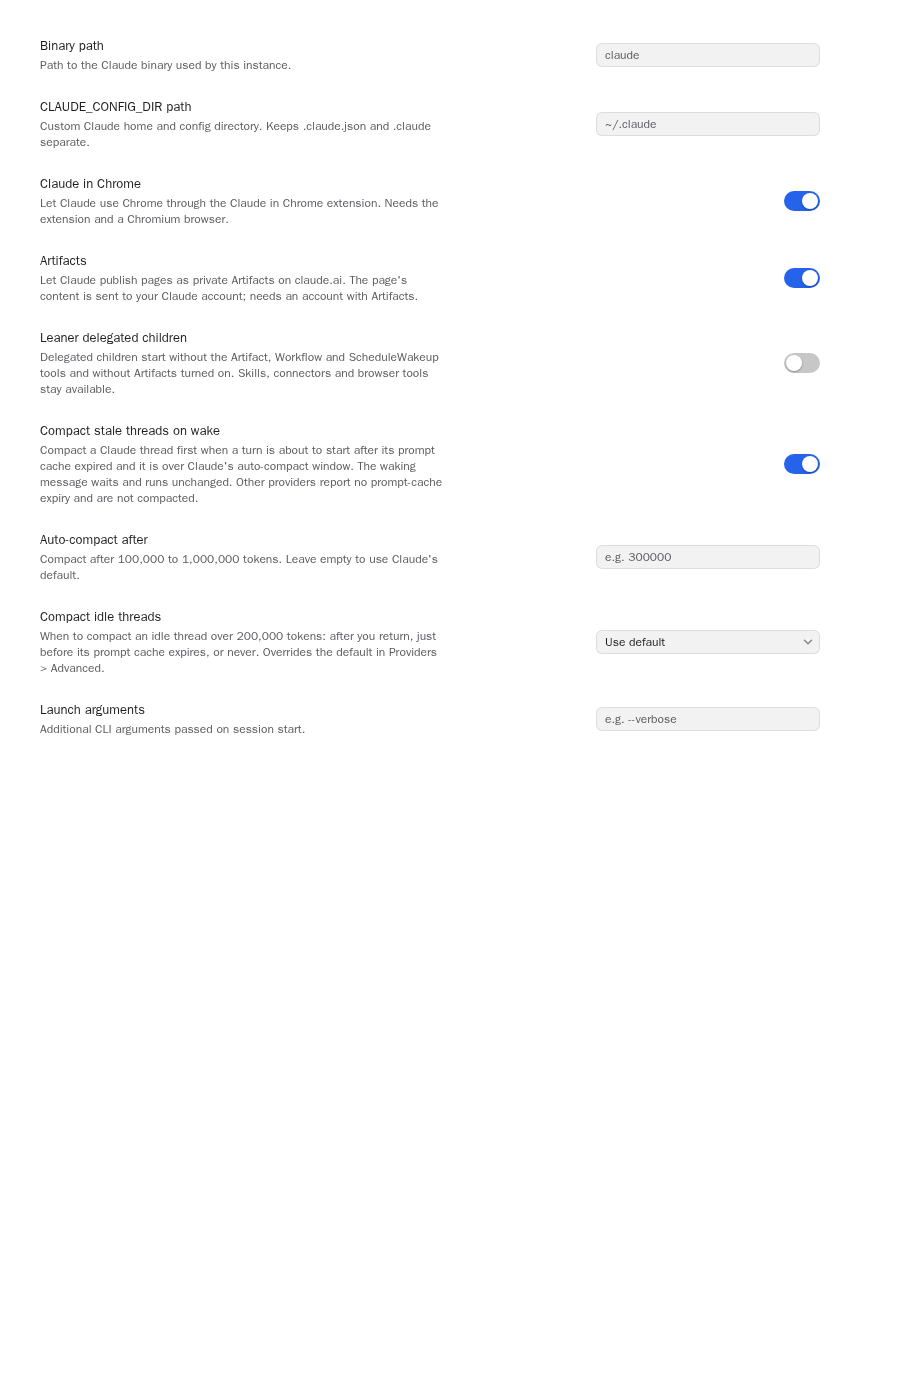 Binary path
Path to the Claude binary used by this instance.
claude
CLAUDE_CONFIG_DIR path
Custom Claude home and config directory. Keeps .claude.json and .claude
separate.
~/.claude
Claude in Chrome
Let Claude use Chrome through the Claude in Chrome extension. Needs the
extension and a Chromium browser.
Artifacts
Let Claude publish pages as private Artifacts on claude.ai. The page's
content is sent to your Claude account; needs an account with Artifacts.
Leaner delegated children
Delegated children start without the Artifact, Workflow and ScheduleWakeup
tools and without Artifacts turned on. Skills, connectors and browser tools
stay available.
Compact stale threads on wake
Compact a Claude thread first when a turn is about to start after its prompt
cache expired and it is over Claude's auto-compact window. The waking
message waits and runs unchanged. Other providers report no prompt-cache
expiry and are not compacted.
Auto-compact after
Compact after 100,000 to 1,000,000 tokens. Leave empty to use Claude's
default.
e.g. 300000
Compact idle threads
When to compact an idle thread over 200,000 tokens: after you return, just
before its prompt cache expires, or never. Overrides the default in Providers
> Advanced.
Use default
Launch arguments
Additional CLI arguments passed on session start.
e.g. --verbose